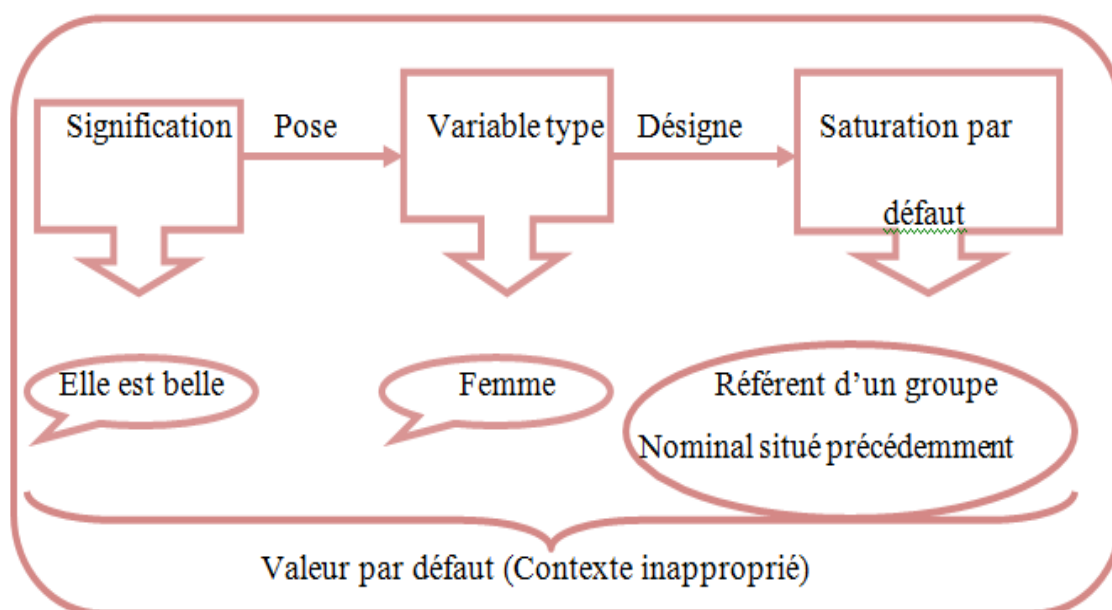 Signification
Pose
Variable type
Désigne
Saturation par
défaut
Elle est belle
Femme
Référent d’un groupe
Nominal situé précédemment
Valeur par défaut (Contexte inapproprié)